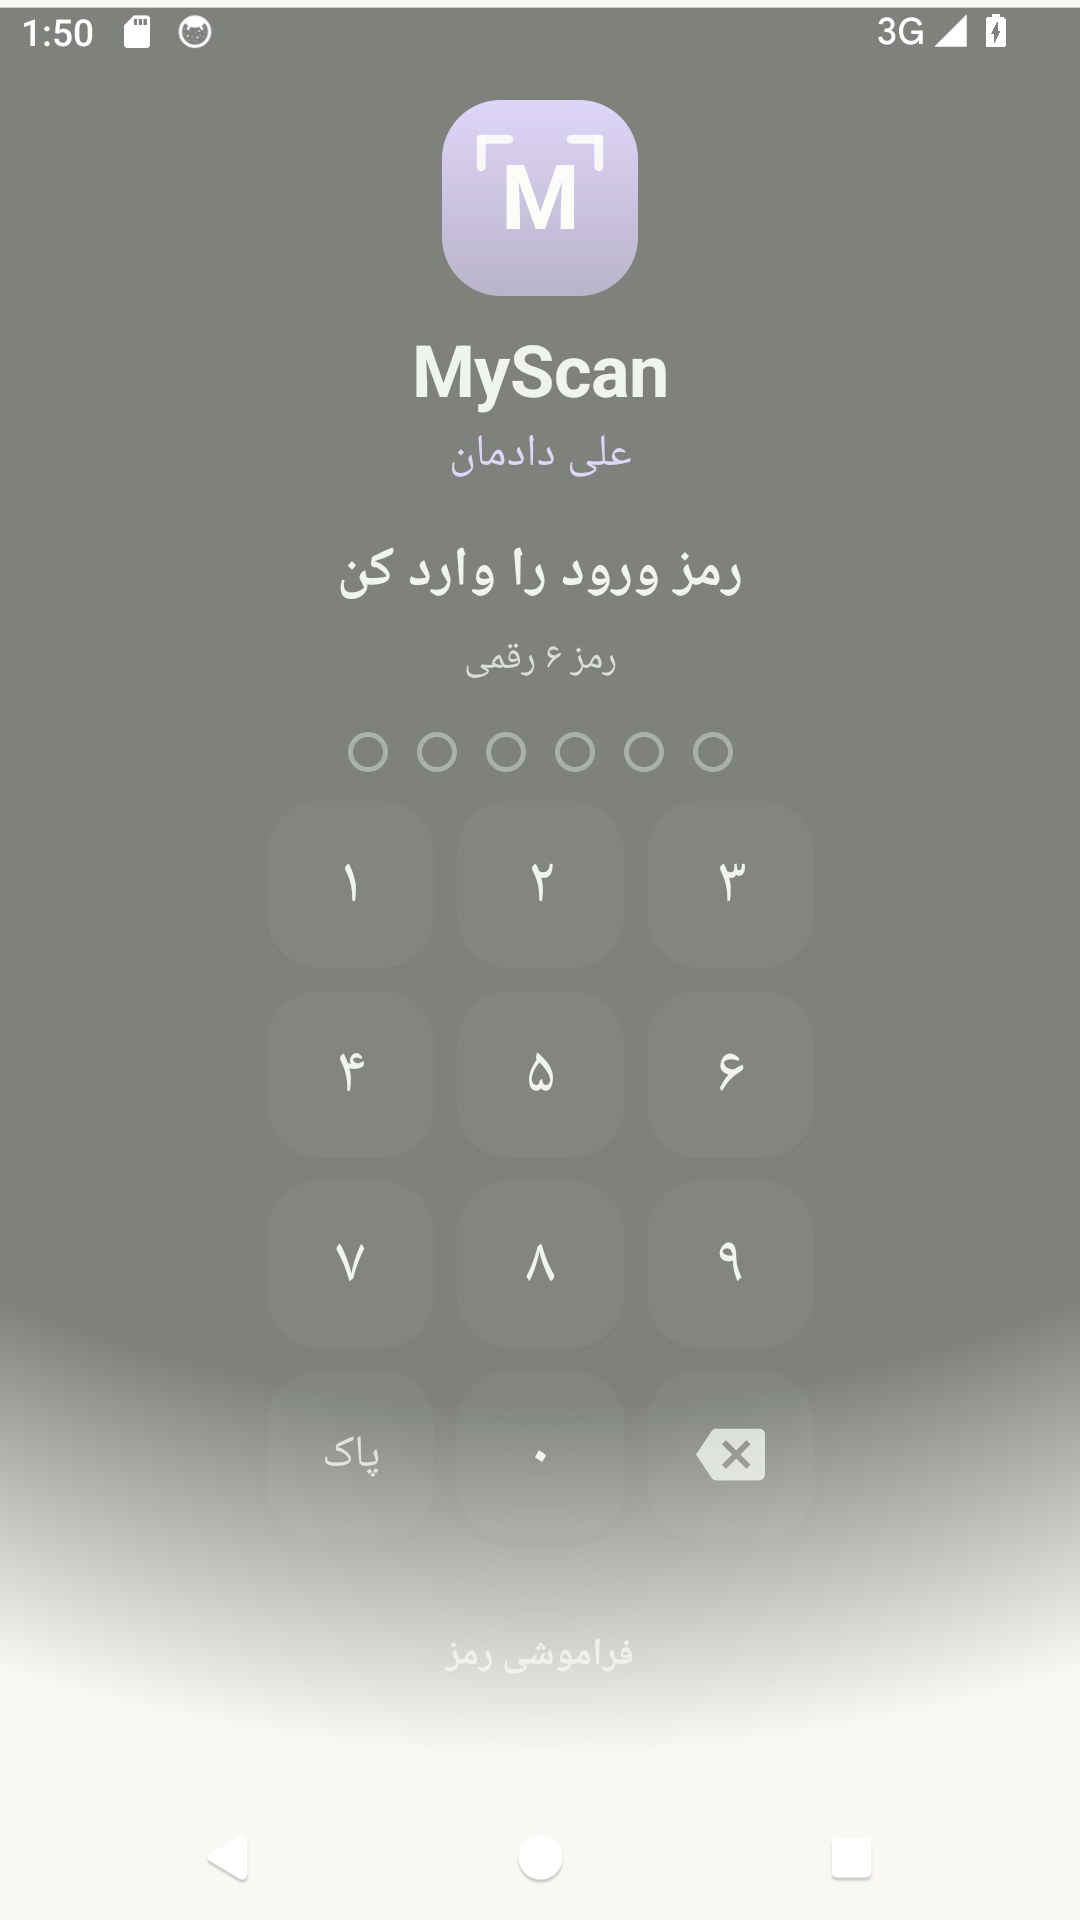 1:50 3G
M
MyScan
علی دادمان
رمز ورود را وارد کن
رمز ۶ رقمی
۱ ۲ ۳
۴ ۵ ۶
۷ ۸ ۹
پاک ۰
فراموشی رمز